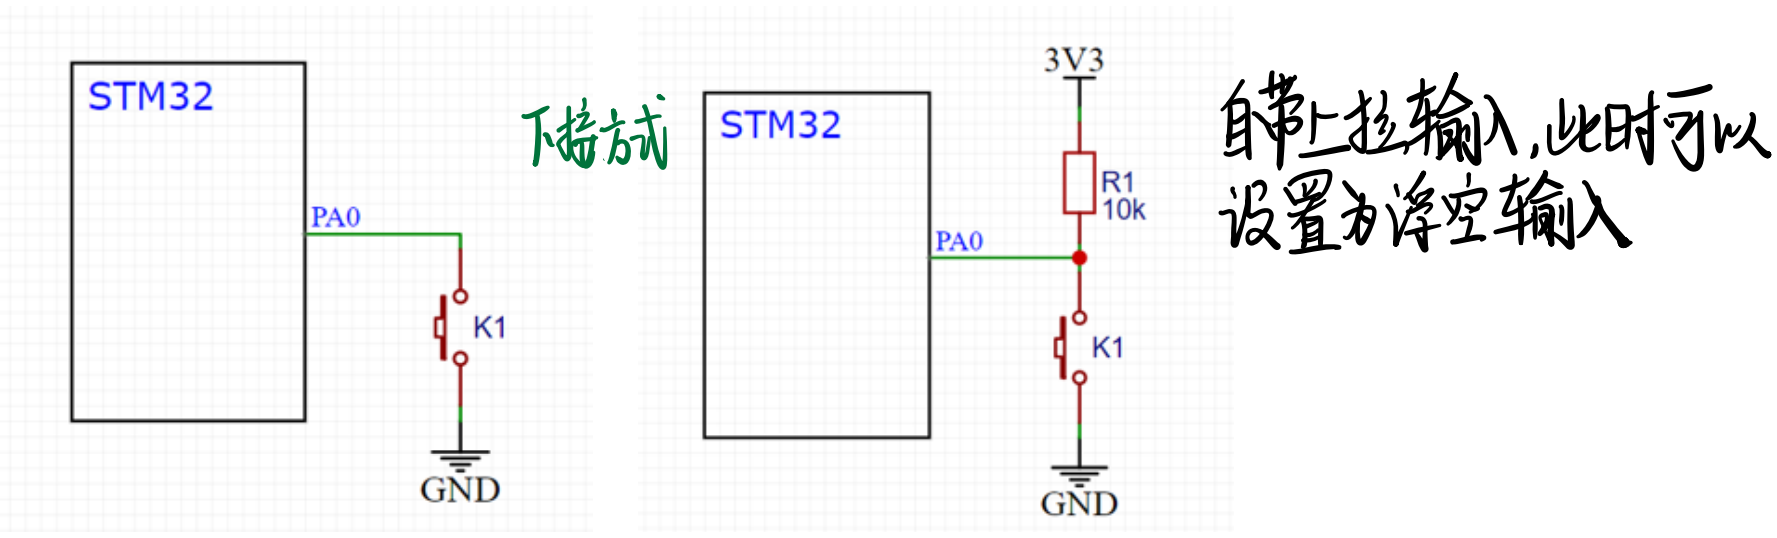 STM32
PA0
K1
GND
下接方式
3V3
STM32
R1
10k
PA0
K1
GND
自带上拉输入,此时可以
设置为浮空输入